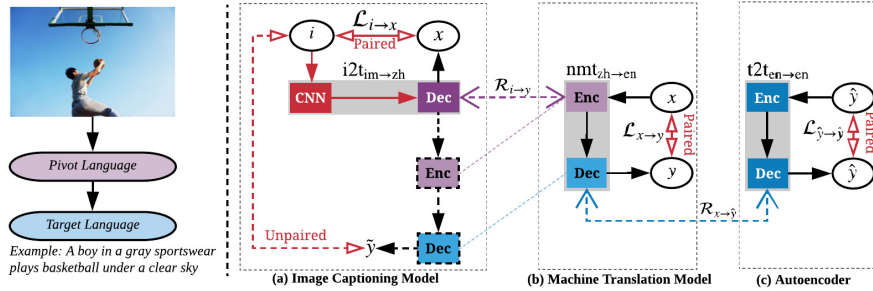 Pivot Language
Target Language
Example: A boy in a gray sportswear
plays basketball under a clear sky
i
ℒi→x
Paired
x
i2tim→zh
CNN
Dec
Enc
Unpaired
ỹ
Dec
(a) Image Captioning Model
ℛi→y
nmtzh→en
Enc
x
ℒx→y
Paired
Dec
y
(b) Machine Translation Model
ℛx→ŷ
t2ten→en
Enc
ŷ
ℒŷ→ŷ
Paired
Dec
ŷ
(c) Autoencoder